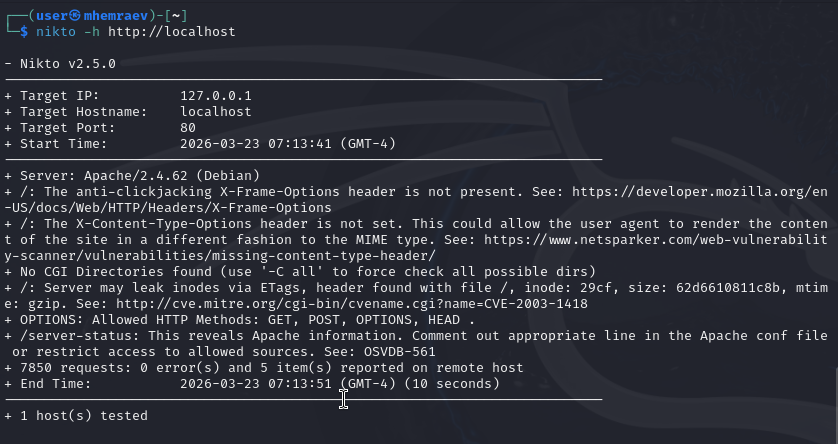 ┌──(user㉿mhemraev)-[~]
└─$ nikto -h http://localhost
- Nikto v2.5.0
+ Target IP:          127.0.0.1
+ Target Hostname:    localhost
+ Target Port:        80
+ Start Time:         2026-03-23 07:13:41 (GMT-4)
+ Server: Apache/2.4.62 (Debian)
+ /: The anti-clickjacking X-Frame-Options header is not present. See: https://developer.mozilla.org/en
-US/docs/Web/HTTP/Headers/X-Frame-Options
+ /: The X-Content-Type-Options header is not set. This could allow the user agent to render the conten
t of the site in a different fashion to the MIME type. See: https://www.netsparker.com/web-vulnerabilit
y-scanner/vulnerabilities/missing-content-type-header/
+ No CGI Directories found (use '-C all' to force check all possible dirs)
+ /: Server may leak inodes via ETags, header found with file /, inode: 29cf, size: 62d6610811c8b, mtim
e: gzip. See: http://cve.mitre.org/cgi-bin/cvename.cgi?name=CVE-2003-1418
+ OPTIONS: Allowed HTTP Methods: GET, POST, OPTIONS, HEAD .
+ /server-status: This reveals Apache information. Comment out appropriate line in the Apache conf file
 or restrict access to allowed sources. See: OSVDB-561
+ 7850 requests: 0 error(s) and 5 item(s) reported on remote host
+ End Time:           2026-03-23 07:13:51 (GMT-4) (10 seconds)
+ 1 host(s) tested